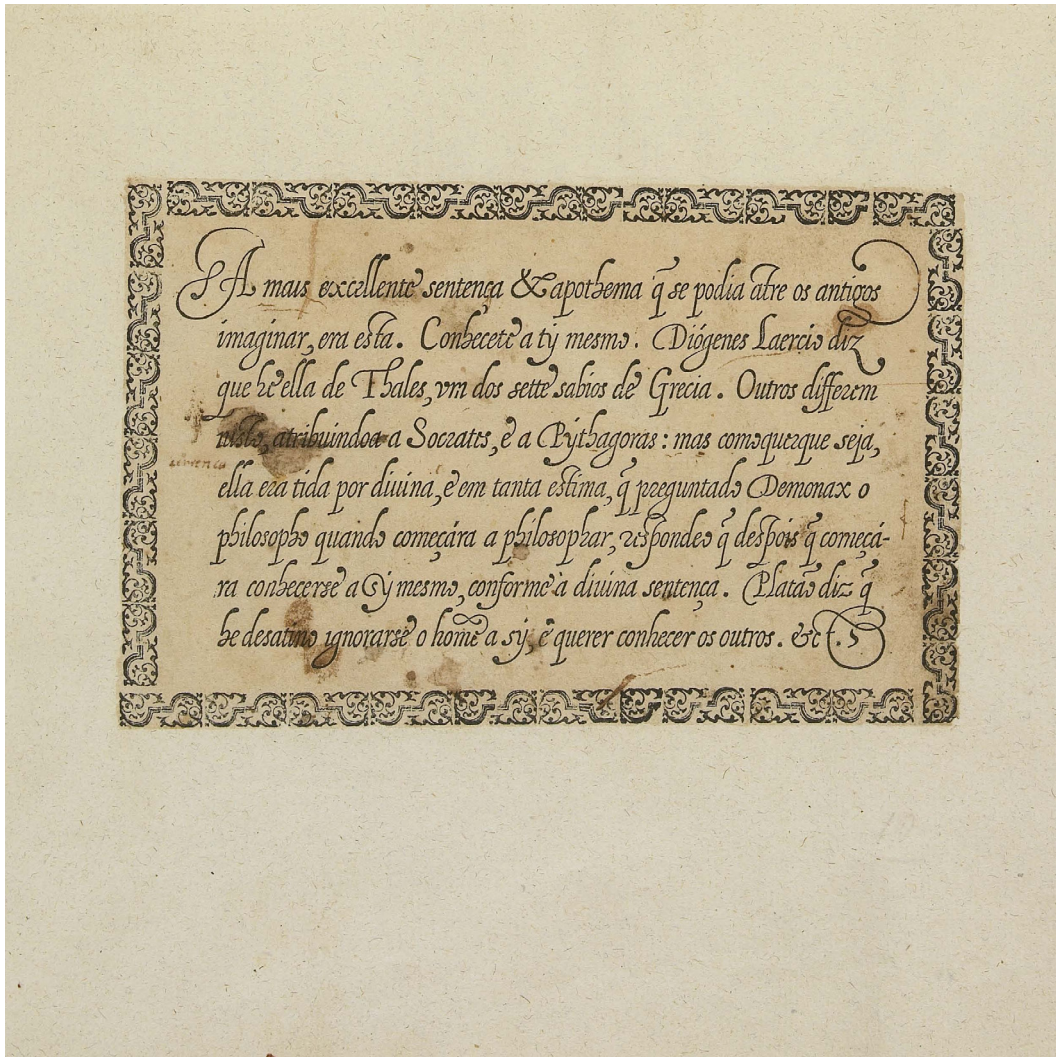 A mais excellente sentença & apothema q̃ se podia atre os antigos
imaginar, era esta. Conhecete a ty mesmo. Diógenes Laercio diz
que he ella de Thales, vm dos sette sabios de Grecia. Outros differem
nisto, atribuindoa a Socrates, e a Pythagoras: mas comoquerque seja,
ella era tida por diuina, e em tanta estima, q̃ preguntado Demonax o
philosopho quando começára a philosophar, respondeo q̃ despois q̃ começá-
ra conhecerse a sy mesmo, conforme a diuina sentença. Platão diz q̃
he desatino ignorarse o homẽ a sy, e querer conhecer os outros. &ct.